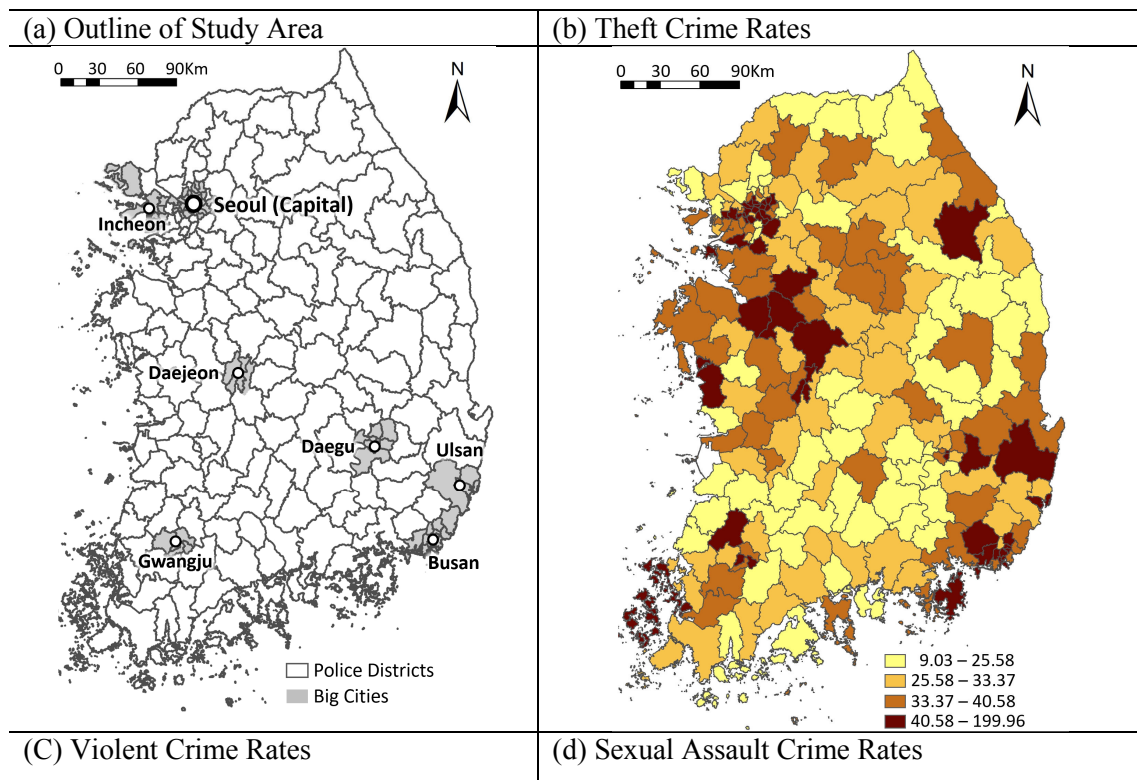 (a) Outline of Study Area
(b) Theft Crime Rates
0 30 60 90Km
N
Seoul (Capital)
Incheon
Daejeon
Daegu
Ulsan
Gwangju
Busan
Police Districts
Big Cities
0 30 60 90Km
N
9.03 – 25.58
25.58 – 33.37
33.37 – 40.58
40.58 – 199.96
(C) Violent Crime Rates
(d) Sexual Assault Crime Rates